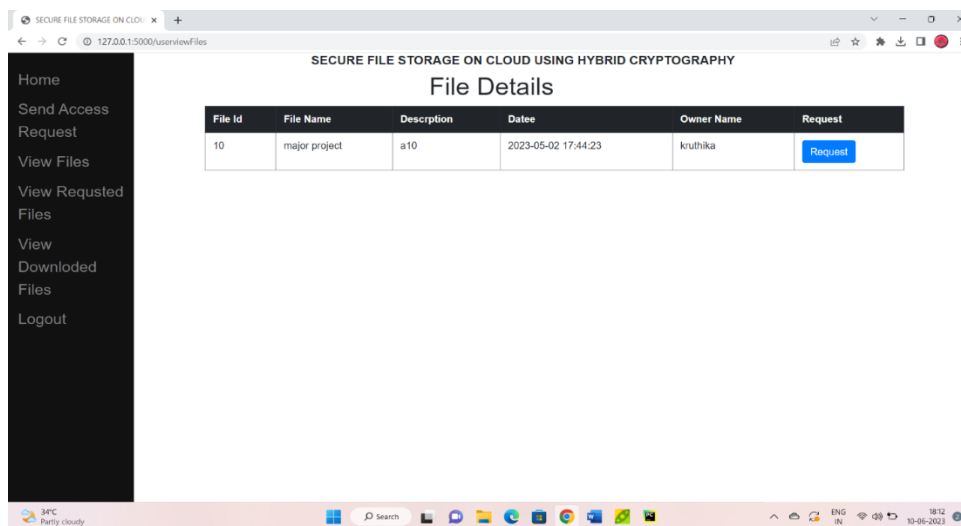 SECURE FILE STORAGE ON CLOU
127.0.0.1:5000/userviewFiles
SECURE FILE STORAGE ON CLOUD USING HYBRID CRYPTOGRAPHY
File Details
Home
Send Access
Request
View Files
View Requsted
Files
View
Downloded
Files
Logout
File Id File Name Descrption Datee Owner Name Request
10 major project a10 2023-05-02 17:44:23 kruthika Request
34°C
Partly cloudy
Search
ENG
IN
18:12
10-06-2023